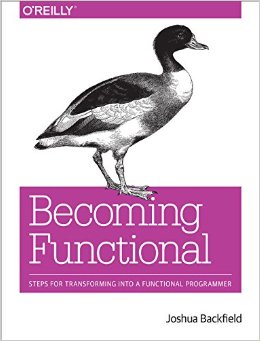 O'REILLY®
Becoming
Functional
STEPS FOR TRANSFORMING INTO A FUNCTIONAL PROGRAMMER
Joshua Backfield